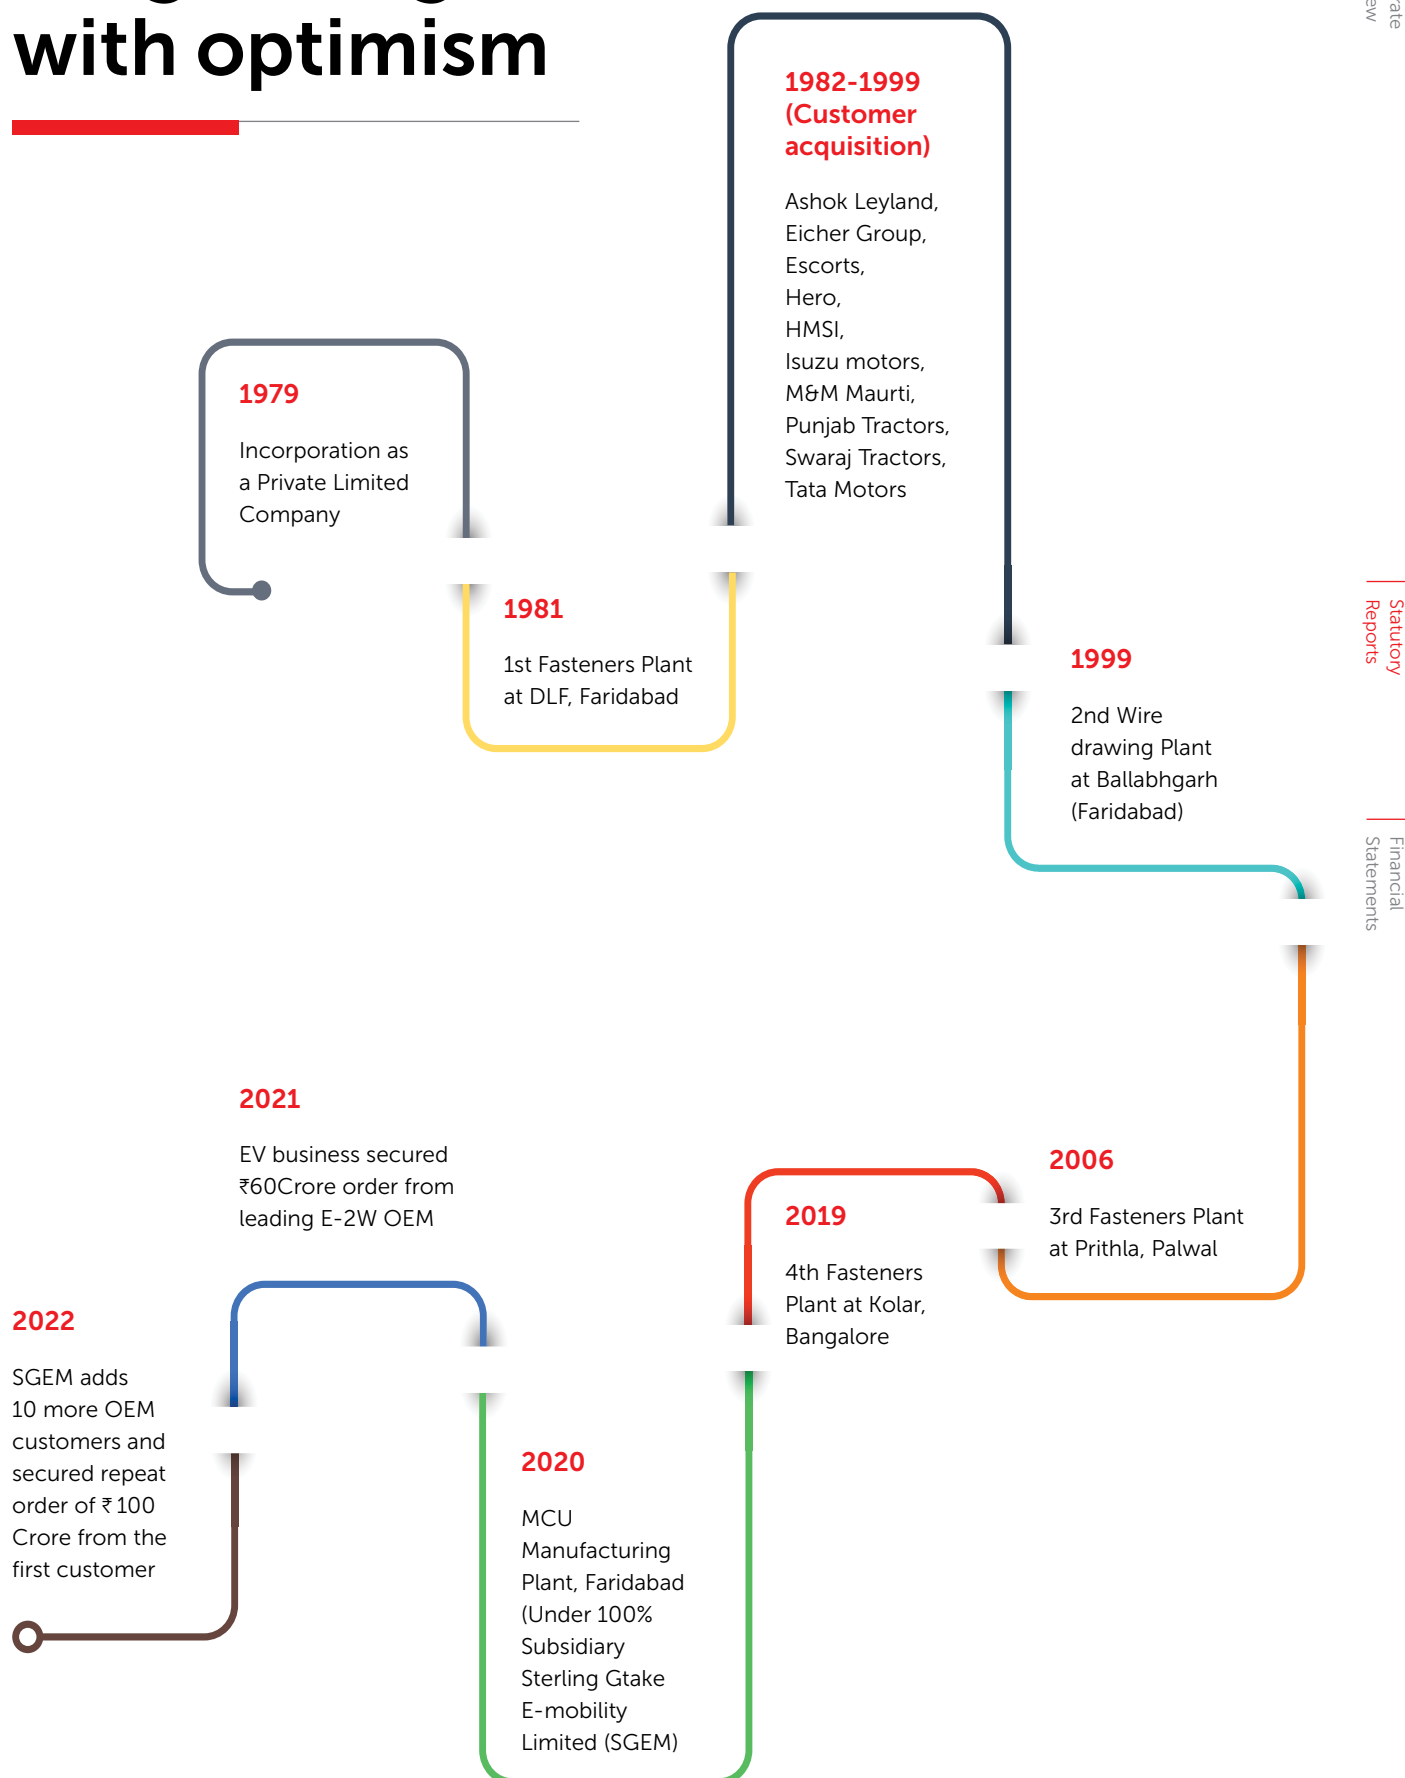 with optimism
1982-1999
(Customer
acquisition)
Ashok Leyland,
Eicher Group,
Escorts,
Hero,
HMSI,
Isuzu motors,
M&M Maurti,
Punjab Tractors,
Swaraj Tractors,
Tata Motors
1979
Incorporation as
a Private Limited
Company
1981
1st Fasteners Plant
at DLF, Faridabad
1999
2nd Wire
drawing Plant
at Ballabhgarh
(Faridabad)
2006
3rd Fasteners Plant
at Prithla, Palwal
2019
4th Fasteners
Plant at Kolar,
Bangalore
2020
MCU
Manufacturing
Plant, Faridabad
(Under 100%
Subsidiary
Sterling Gtake
E-mobility
Limited (SGEM)
2021
EV business secured
₹60Crore order from
leading E-2W OEM
2022
SGEM adds
10 more OEM
customers and
secured repeat
order of ₹ 100
Crore from the
first customer
Statutory
Reports
Financial
Statements